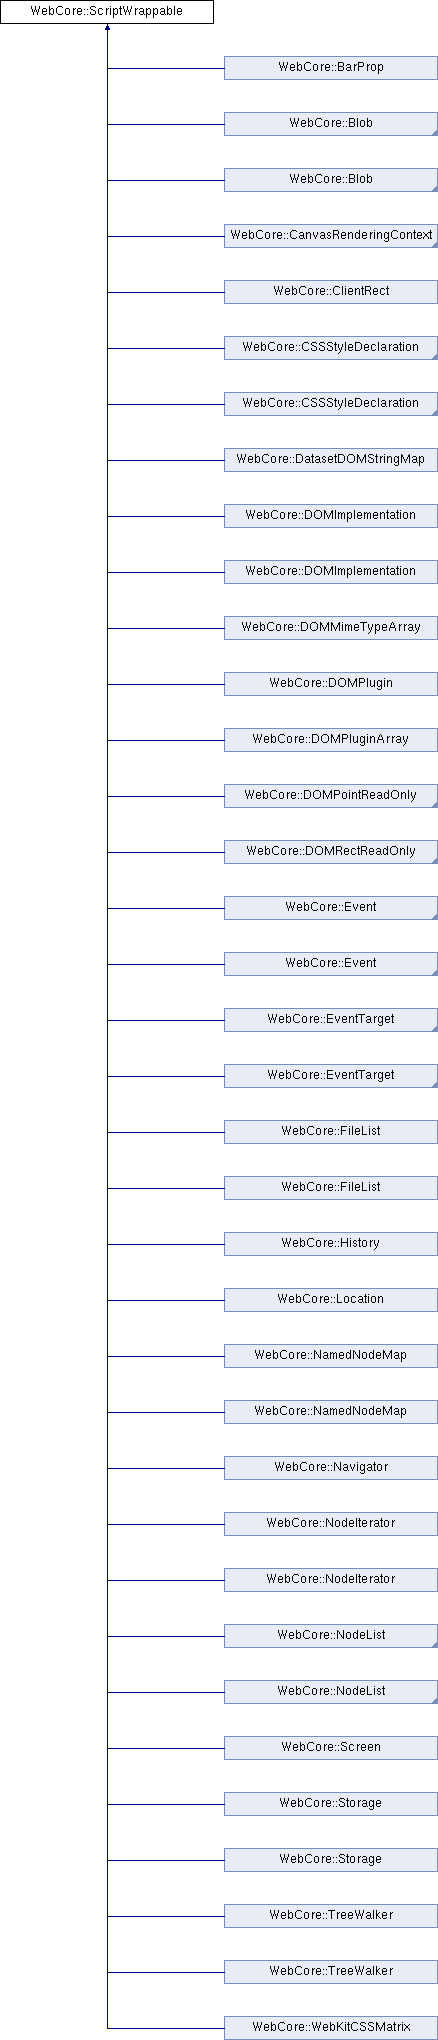 WebCore::ScriptWrappable
WebCore::BarProp
WebCore::Blob
WebCore::Blob
WebCore::CanvasRenderingContext
WebCore::ClientRect
WebCore::CSSStyleDeclaration
WebCore::CSSStyleDeclaration
WebCore::DatasetDOMStringMap
WebCore::DOMImplementation
WebCore::DOMImplementation
WebCore::DOMMimeTypeArray
WebCore::DOMPlugin
WebCore::DOMPluginArray
WebCore::DOMPointReadOnly
WebCore::DOMRectReadOnly
WebCore::Event
WebCore::Event
WebCore::EventTarget
WebCore::EventTarget
WebCore::FileList
WebCore::FileList
WebCore::History
WebCore::Location
WebCore::NamedNodeMap
WebCore::NamedNodeMap
WebCore::Navigator
WebCore::NodeIterator
WebCore::NodeIterator
WebCore::NodeList
WebCore::NodeList
WebCore::Screen
WebCore::Storage
WebCore::Storage
WebCore::TreeWalker
WebCore::TreeWalker
WebCore::WebKitCSSMatrix